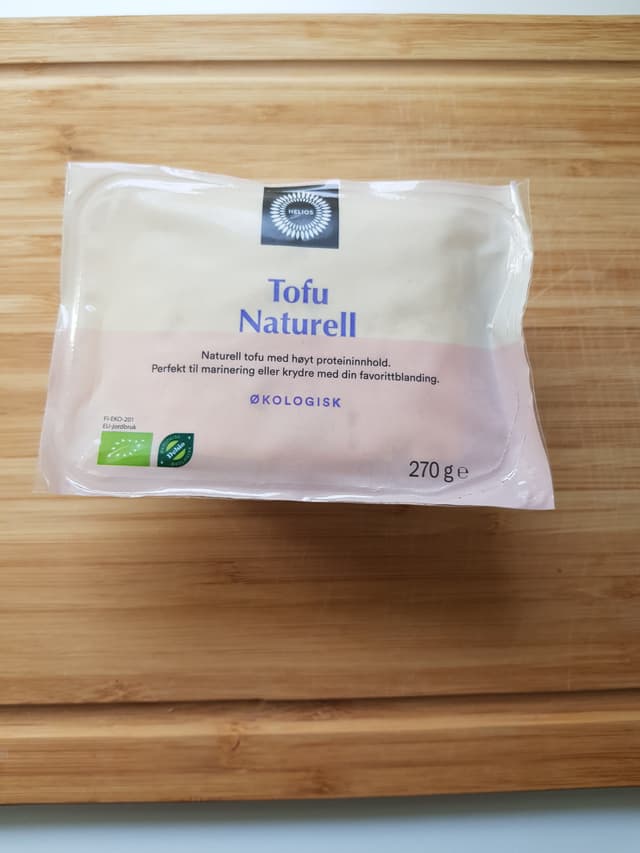 HELIOS
Tofu
Naturell
Naturell tofu med høyt proteininnhold.
Perfekt til marinering eller krydre med din favorittblanding.
ØKOLOGISK
FI-EKO-201
EU-jordbruk
Debio
270 g e